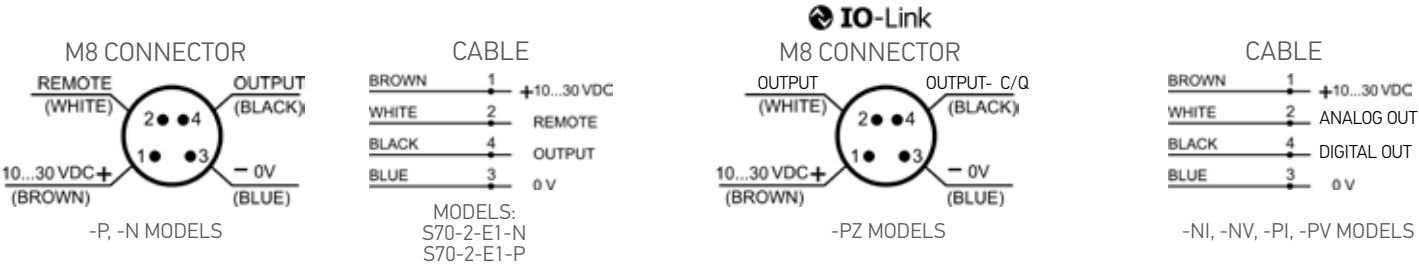 IO-Link
M8 CONNECTOR
REMOTE
OUTPUT
(WHITE)
(BLACK)
2
4
1
3
10...30 VDC+
- 0V
(BROWN)
(BLUE)
-P, -N MODELS
CABLE
BROWN 1 +10...30 VDC
WHITE 2 REMOTE
BLACK 4 OUTPUT
BLUE 3 0 V
MODELS:
S70-2-E1-N
S70-2-E1-P
M8 CONNECTOR
OUTPUT
OUTPUT- C/Q
(WHITE)
(BLACK)
2
4
1
3
10...30 VDC+
- 0V
(BROWN)
(BLUE)
-PZ MODELS
CABLE
BROWN 1 +10...30 VDC
WHITE 2 ANALOG OUT
BLACK 4 DIGITAL OUT
BLUE 3 0 V
-NI, -NV, -PI, -PV MODELS